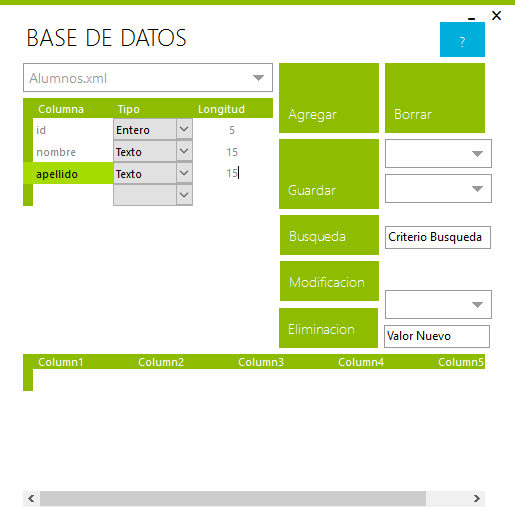 BASE DE DATOS
?
Alumnos.xml
Agregar
Borrar
Columna Tipo Longitud
id Entero 5
nombre Texto 15
apellido Texto 15
Guardar
Busqueda
Criterio Busqueda
Modificacion
Eliminacion
Valor Nuevo
Column1 Column2 Column3 Column4 Column5